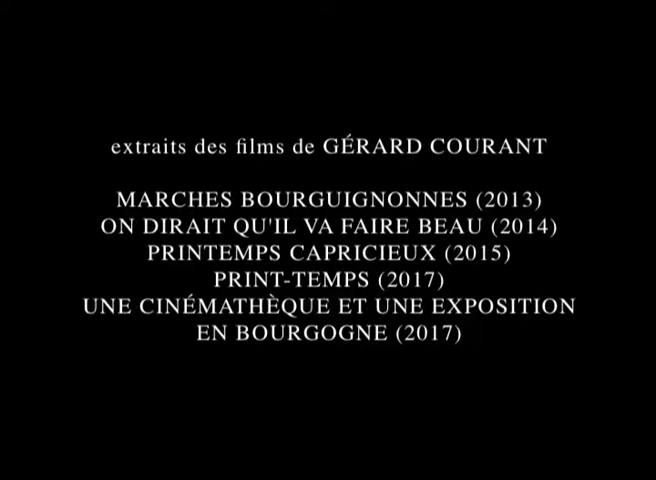 extraits des films de GÉRARD COURANT
MARCHES BOURGUIGNONNES (2013)
ON DIRAIT QU'IL VA FAIRE BEAU (2014)
PRINTEMPS CAPRICIEUX (2015)
PRINT-TEMPS (2017)
UNE CINÉMATHÈQUE ET UNE EXPOSITION
EN BOURGOGNE (2017)